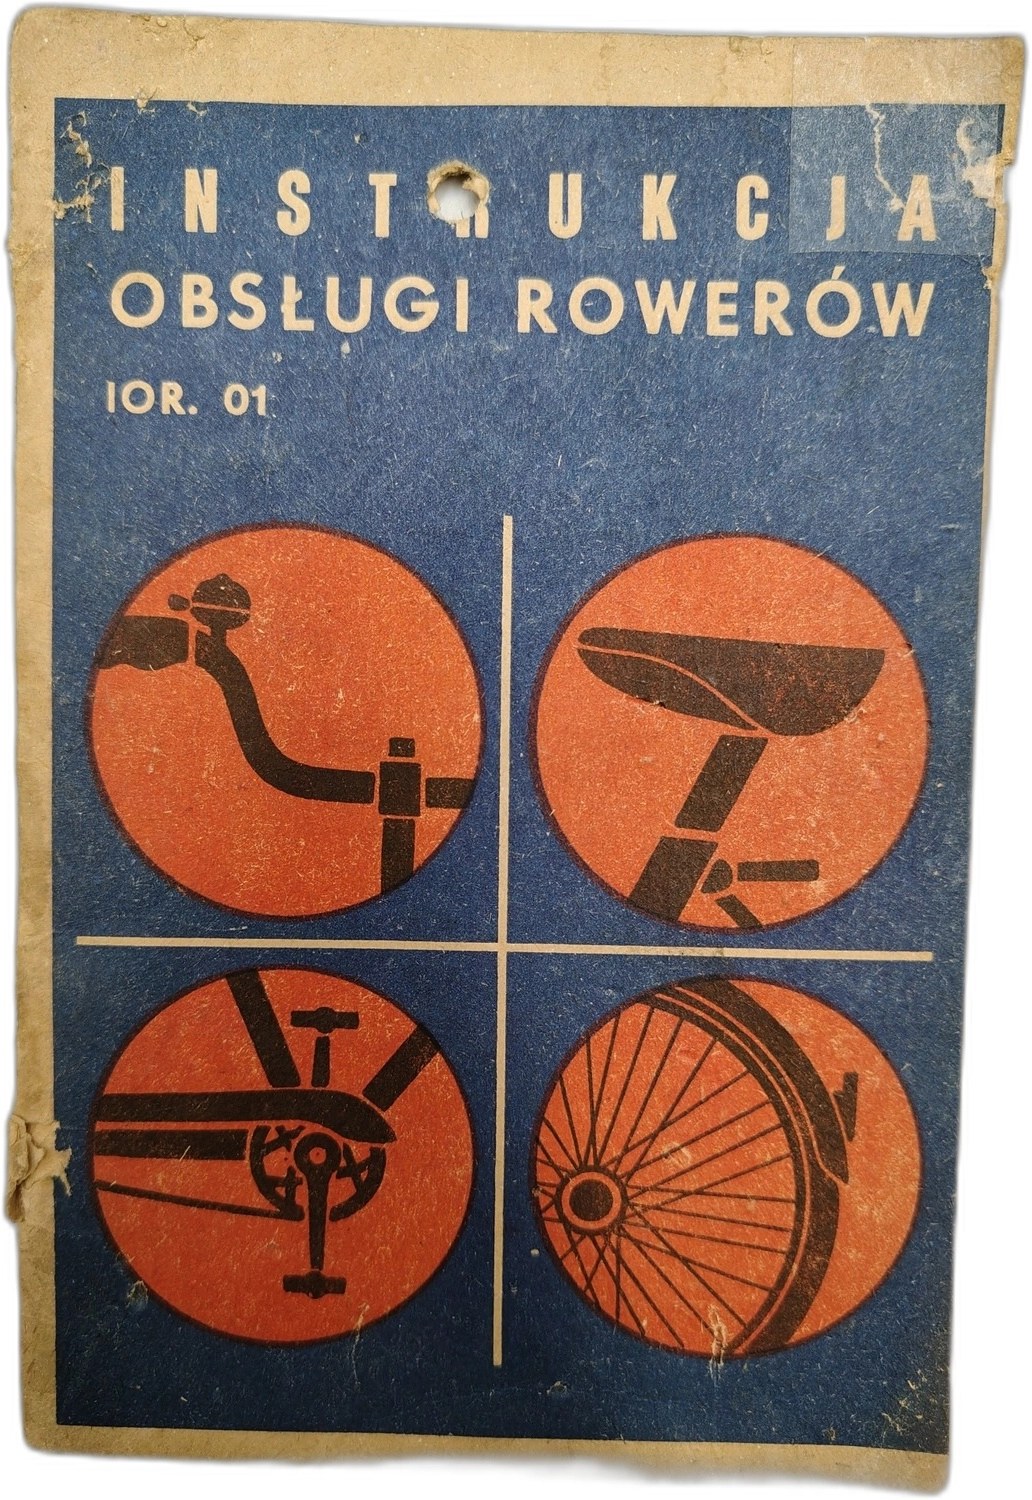 INSTRUKCJA
OBSŁUGI ROWERÓW
IOR. 01